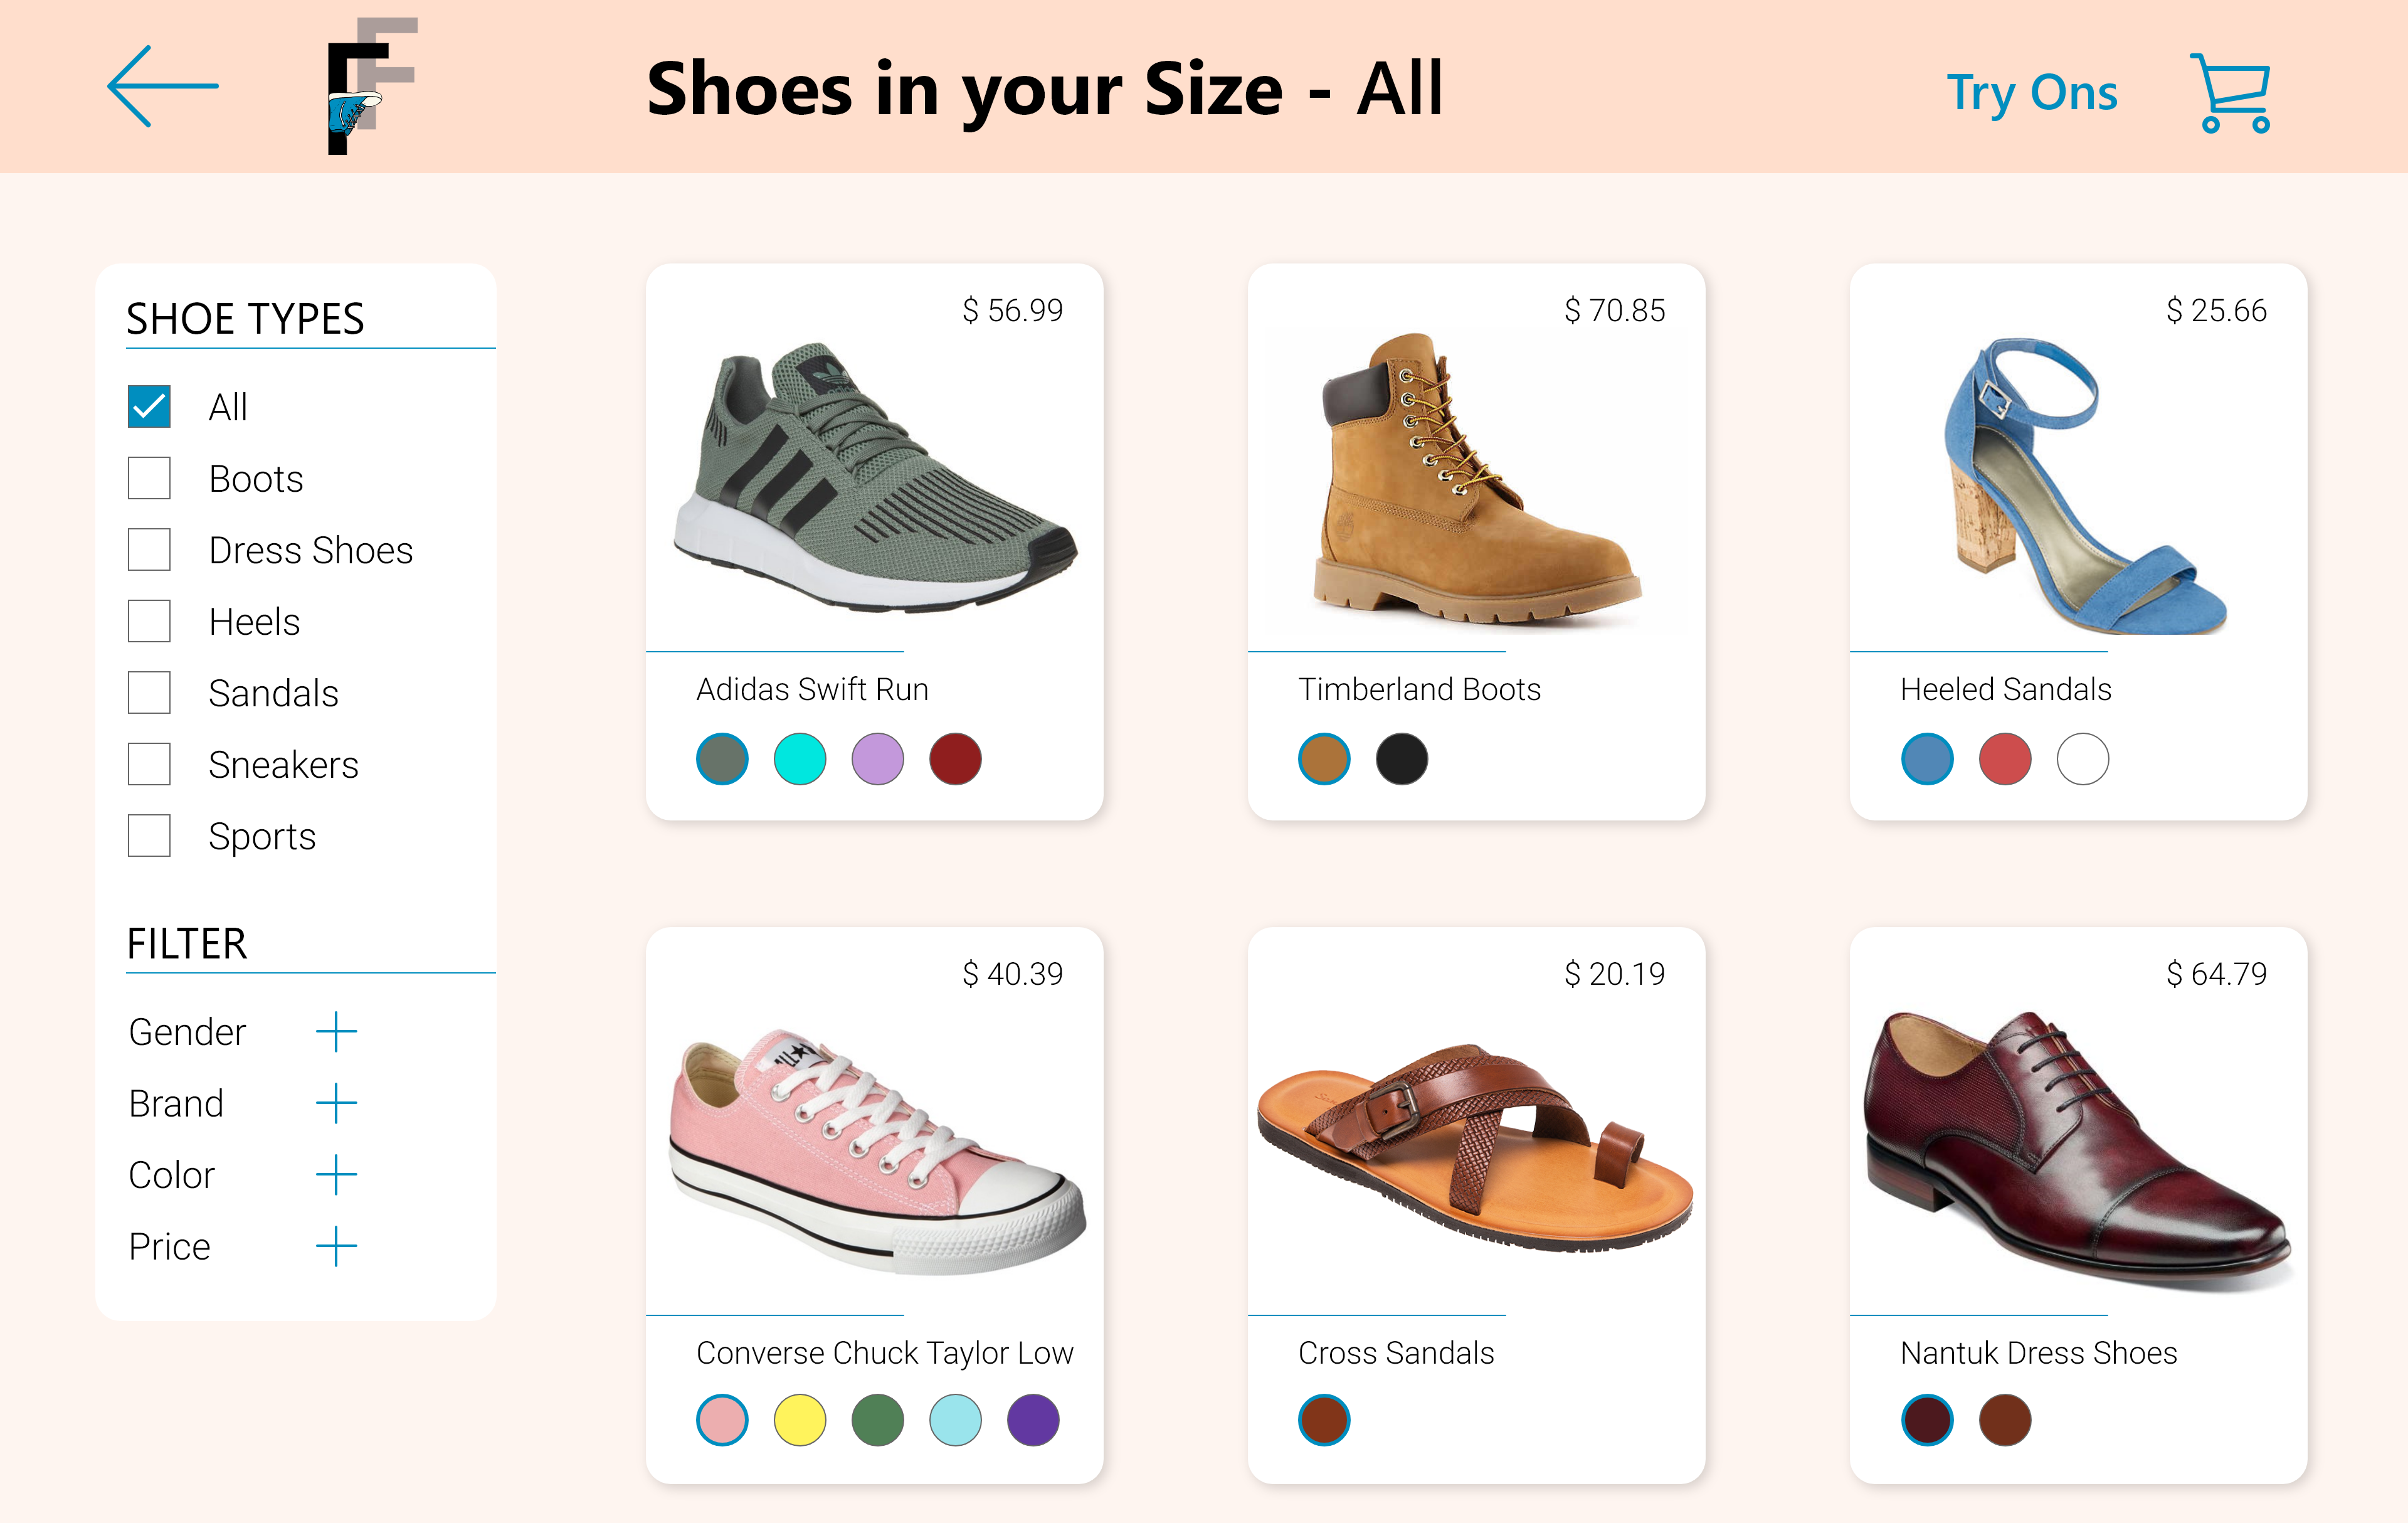 Shoes in your Size - All
Try Ons
SHOE TYPES
All
Boots
Dress Shoes
Heels
Sandals
Sneakers
Sports
FILTER
Gender
Brand
Color
Price
$ 56.99
Adidas Swift Run
$ 70.85
Timberland Boots
$ 25.66
Heeled Sandals
$ 40.39
Converse Chuck Taylor Low
$ 20.19
Cross Sandals
$ 64.79
Nantuk Dress Shoes